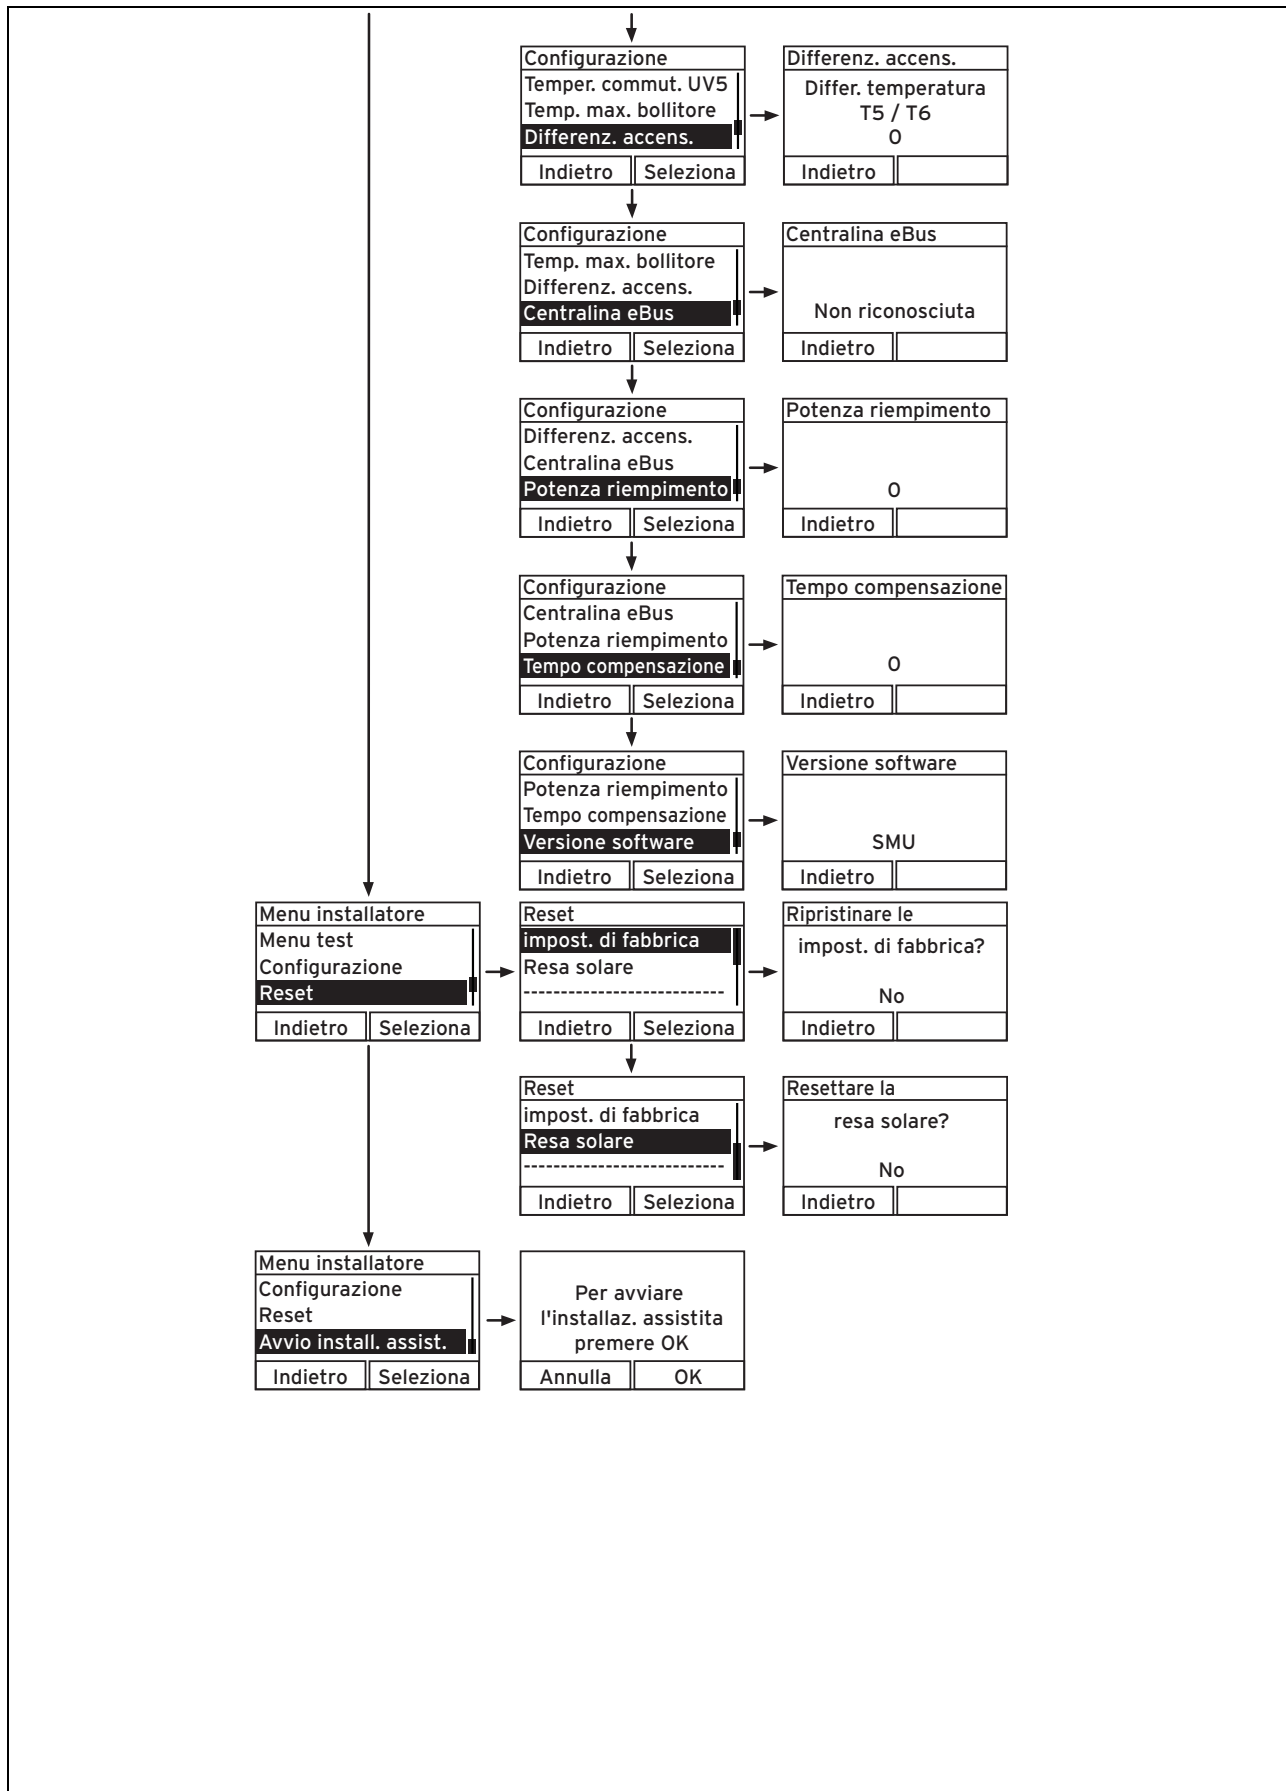 Configurazione
Temper. commut. UV5
Temp. max. bollitore
Differenz. accens.
Indietro Seleziona
Differenz. accens.
Differ. temperatura
T5 / T6
0
Indietro
Configurazione
Temp. max. bollitore
Differenz. accens.
Centralina eBus
Indietro Seleziona
Centralina eBus
Non riconosciuta
Indietro
Configurazione
Differenz. accens.
Centralina eBus
Potenza riempimento
Indietro Seleziona
Potenza riempimento
0
Indietro
Configurazione
Centralina eBus
Potenza riempimento
Tempo compensazione
Indietro Seleziona
Tempo compensazione
0
Indietro
Configurazione
Potenza riempimento
Tempo compensazione
Versione software
Indietro Seleziona
Versione software
SMU
Indietro
Menu installatore
Menu test
Configurazione
Reset
Indietro Seleziona
Reset
impost. di fabbrica
Resa solare
---------------------------
Indietro Seleziona
Ripristinare le
impost. di fabbrica?
No
Indietro
Reset
impost. di fabbrica
Resa solare
---------------------------
Indietro Seleziona
Resettare la
resa solare?
No
Indietro
Menu installatore
Configurazione
Reset
Avvio install. assist.
Indietro Seleziona
Per avviare
l'installaz. assistita
premere OK
Annulla OK